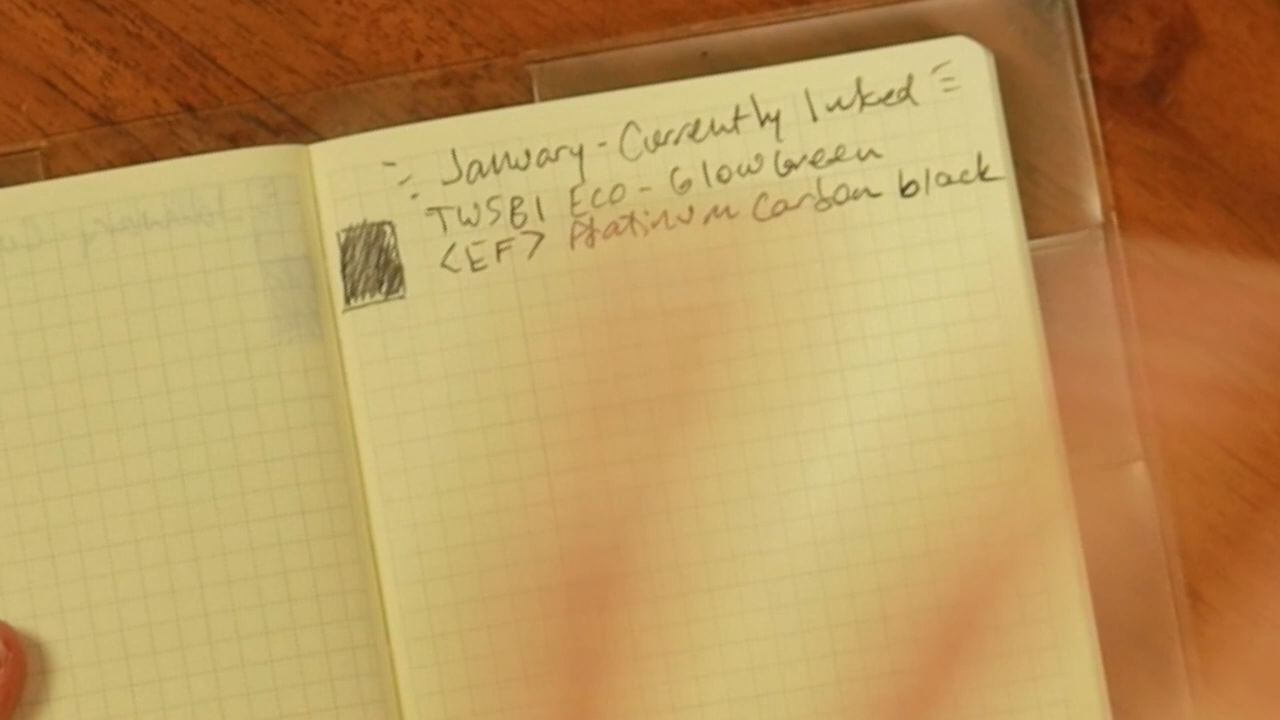 January - Currently Inked
TWSBI ECO - Glow Green
<EF> Platinum Carbon black